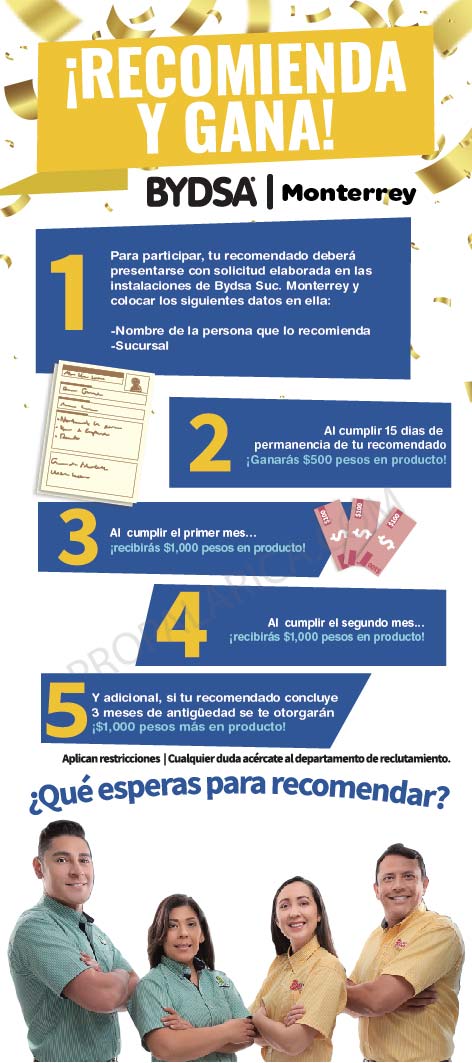 ¡RECOMIENDA
Y GANA!
BYDSA® | Monterrey
1
Para participar, tu recomendado deberá
presentarse con solicitud elaborada en las
instalaciones de Bydsa Suc. Monterrey y
colocar los siguientes datos en ella:
-Nombre de la persona que lo recomienda
-Sucursal
2
Al cumplir 15 dias de
permanencia de tu recomendado
¡Ganarás $500 pesos en producto!
3
Al cumplir el primer mes...
¡recibirás $1,000 pesos en producto!
$100
$100
$100
4
Al cumplir el segundo mes...
¡recibirás $1,000 pesos en producto!
5
Y adicional, si tu recomendado concluye
3 meses de antigüedad se te otorgarán
¡$1,000 pesos más en producto!
Aplican restricciones | Cualquier duda acércate al departamento de reclutamiento.
¿Qué esperas para recomendar?